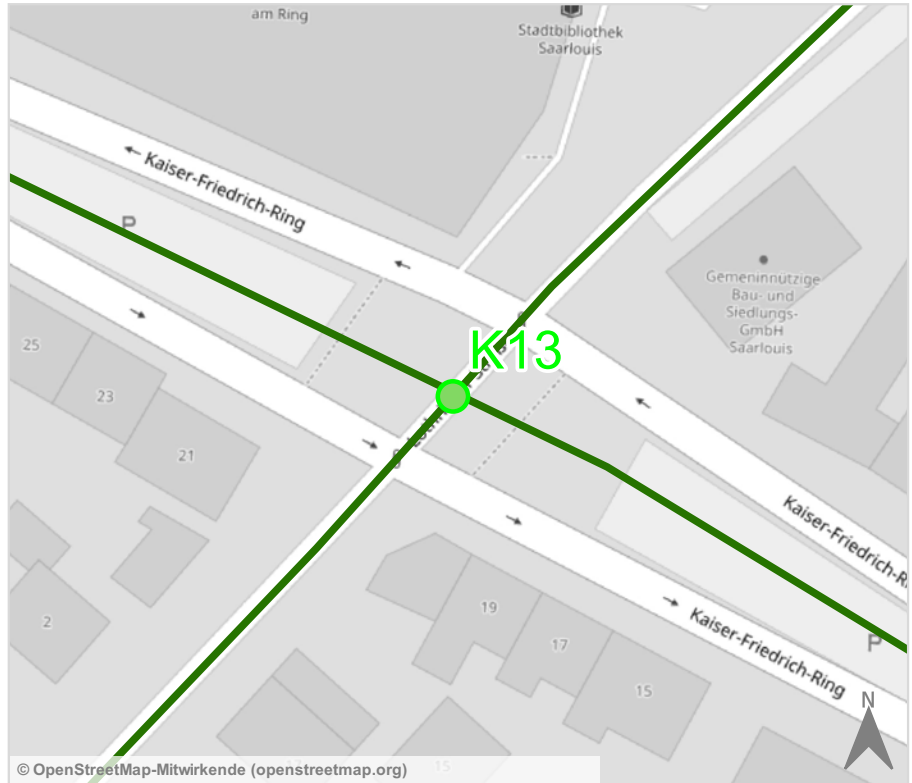 am Ring
Stadtbibliothek
Saarlouis
Kaiser-Friedrich-Ring
P
Gemeinnützige
Bau- und
Siedlungs-
GmbH
Saarlouis
25
K13
23
21
Kaiser-Friedrich-R
2
19
17
15
Kaiser-Friedrich-Ring
P
N
15
© OpenStreetMap-Mitwirkende (openstreetmap.org)